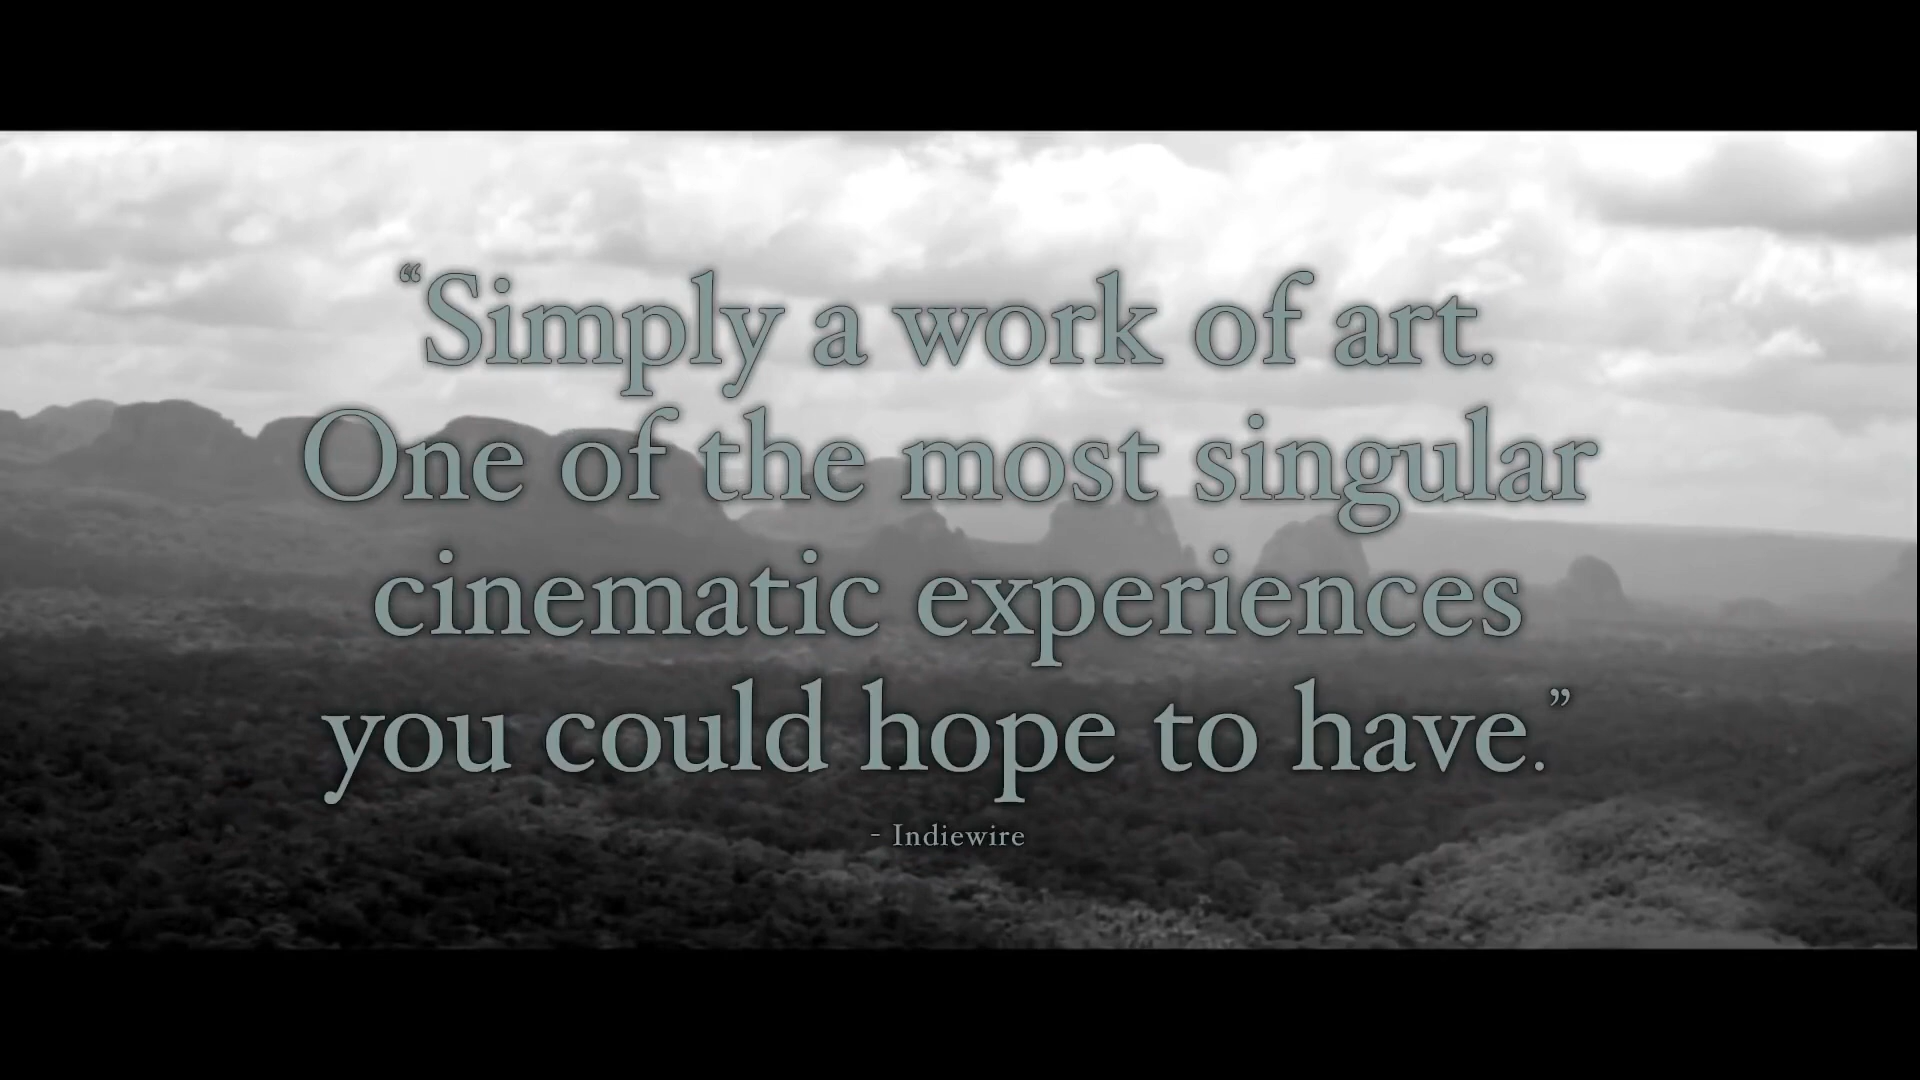 “Simply a work of art.
One of the most singular
cinematic experiences
you could hope to have.”
- Indiewire